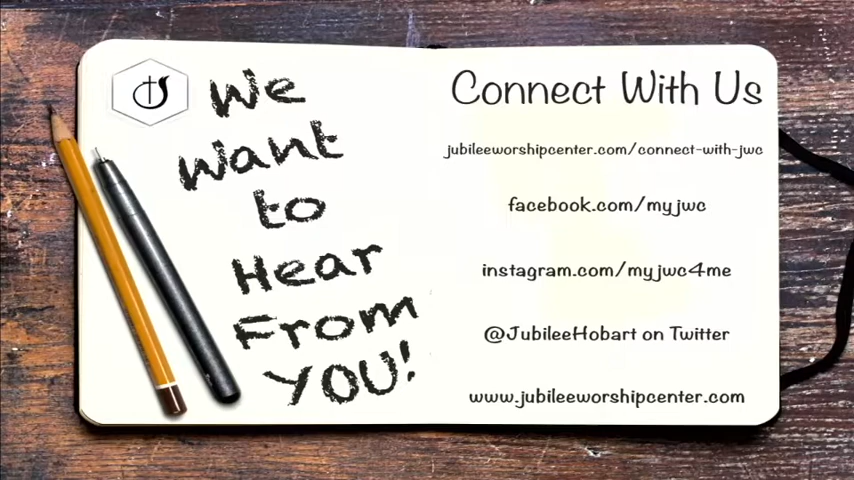 We
Want
to
Hear
From
YOU!
Connect With Us
jubileeworshipcenter.com/connect-with-jwc
facebook.com/myjwc
instagram.com/myjwc4me
@JubileeHobart on Twitter
www.jubileeworshipcenter.com